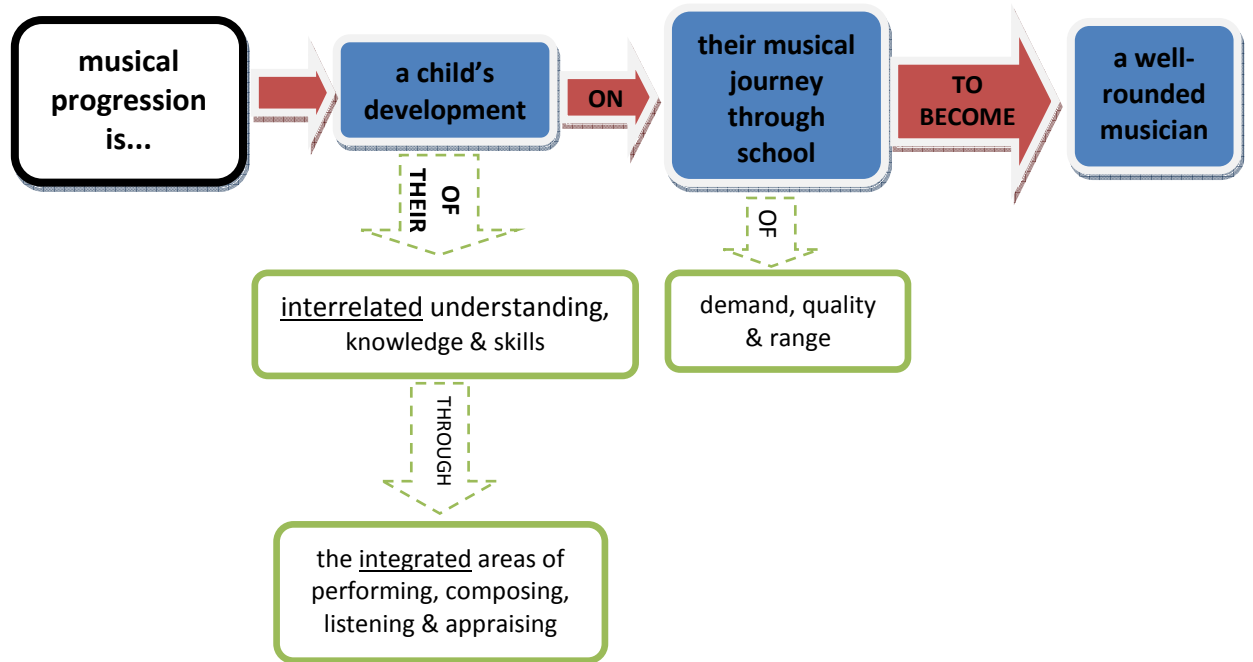 musical
progression
is...
a child’s
development
ON
their musical
journey
through
school
TO
BECOME
a well-
rounded
musician
OF
THEIR
OF
interrelated understanding,
knowledge & skills
demand, quality
& range
THROUGH
the integrated areas of
performing, composing,
listening & appraising